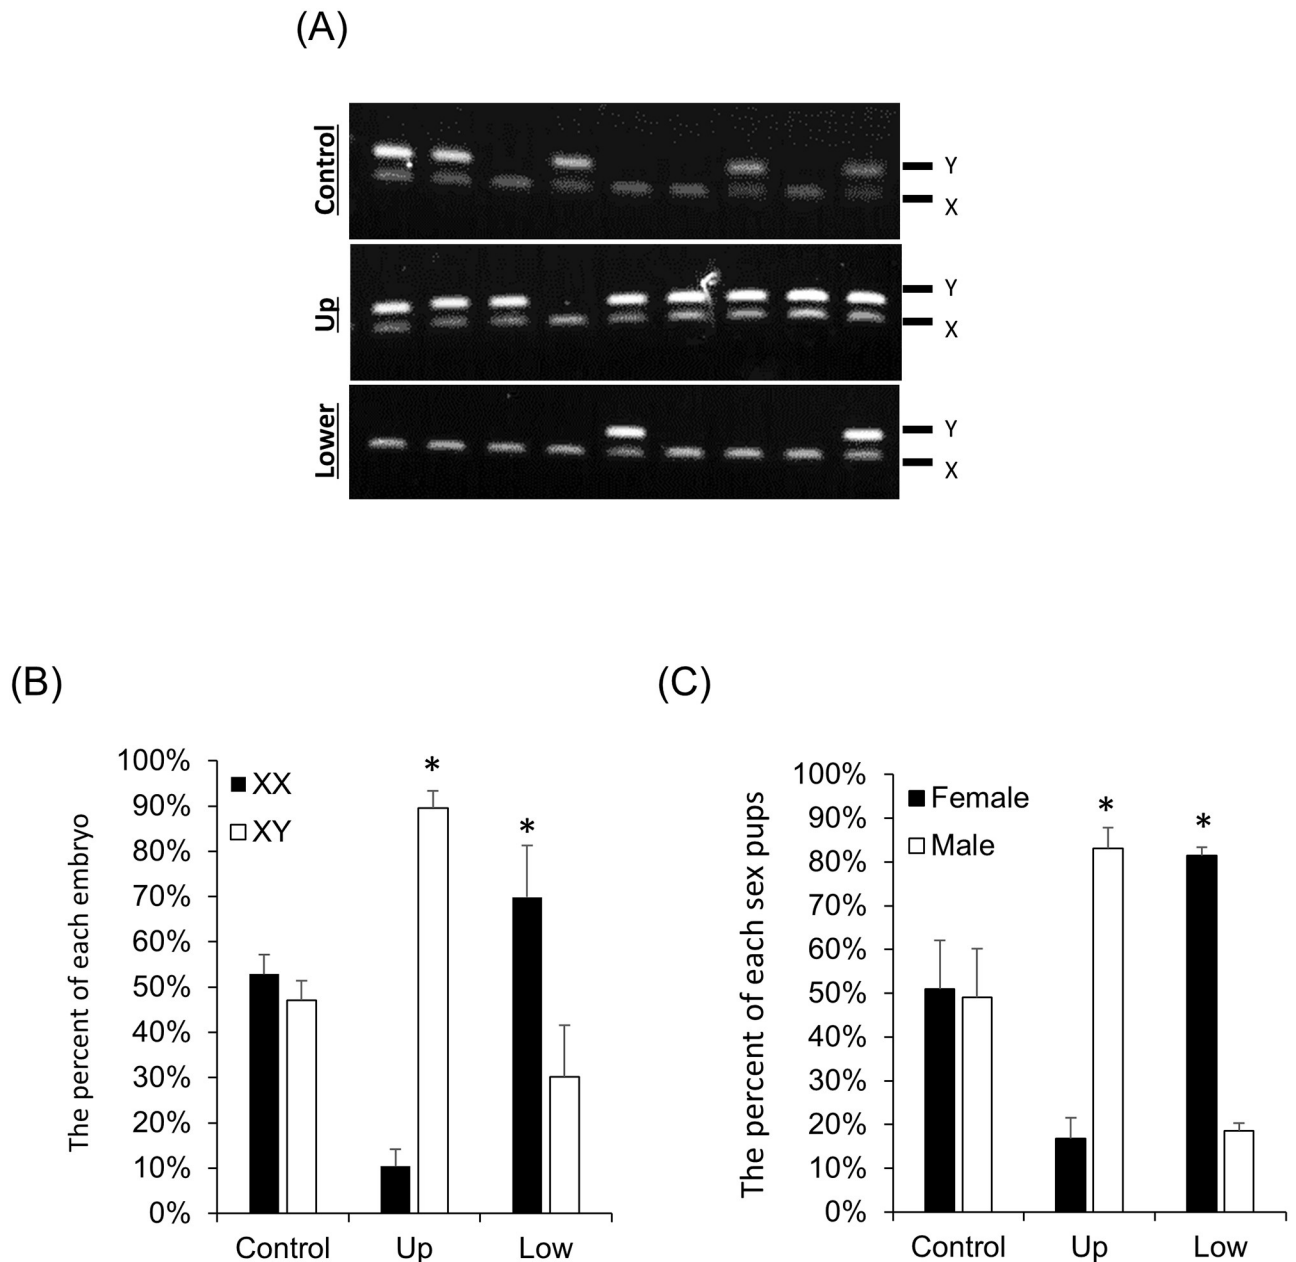 (A)
Control
Y
X
Up
Y
X
Lower
Y
X
(B)
The percent of each embryo
100%
90%
80%
70%
60%
50%
40%
30%
20%
10%
0%
XX
XY
*
*
Control Up Low
(C)
The percent of each sex pups
100%
90%
80%
70%
60%
50%
40%
30%
20%
10%
0%
Female
Male
*
*
Control Up Low